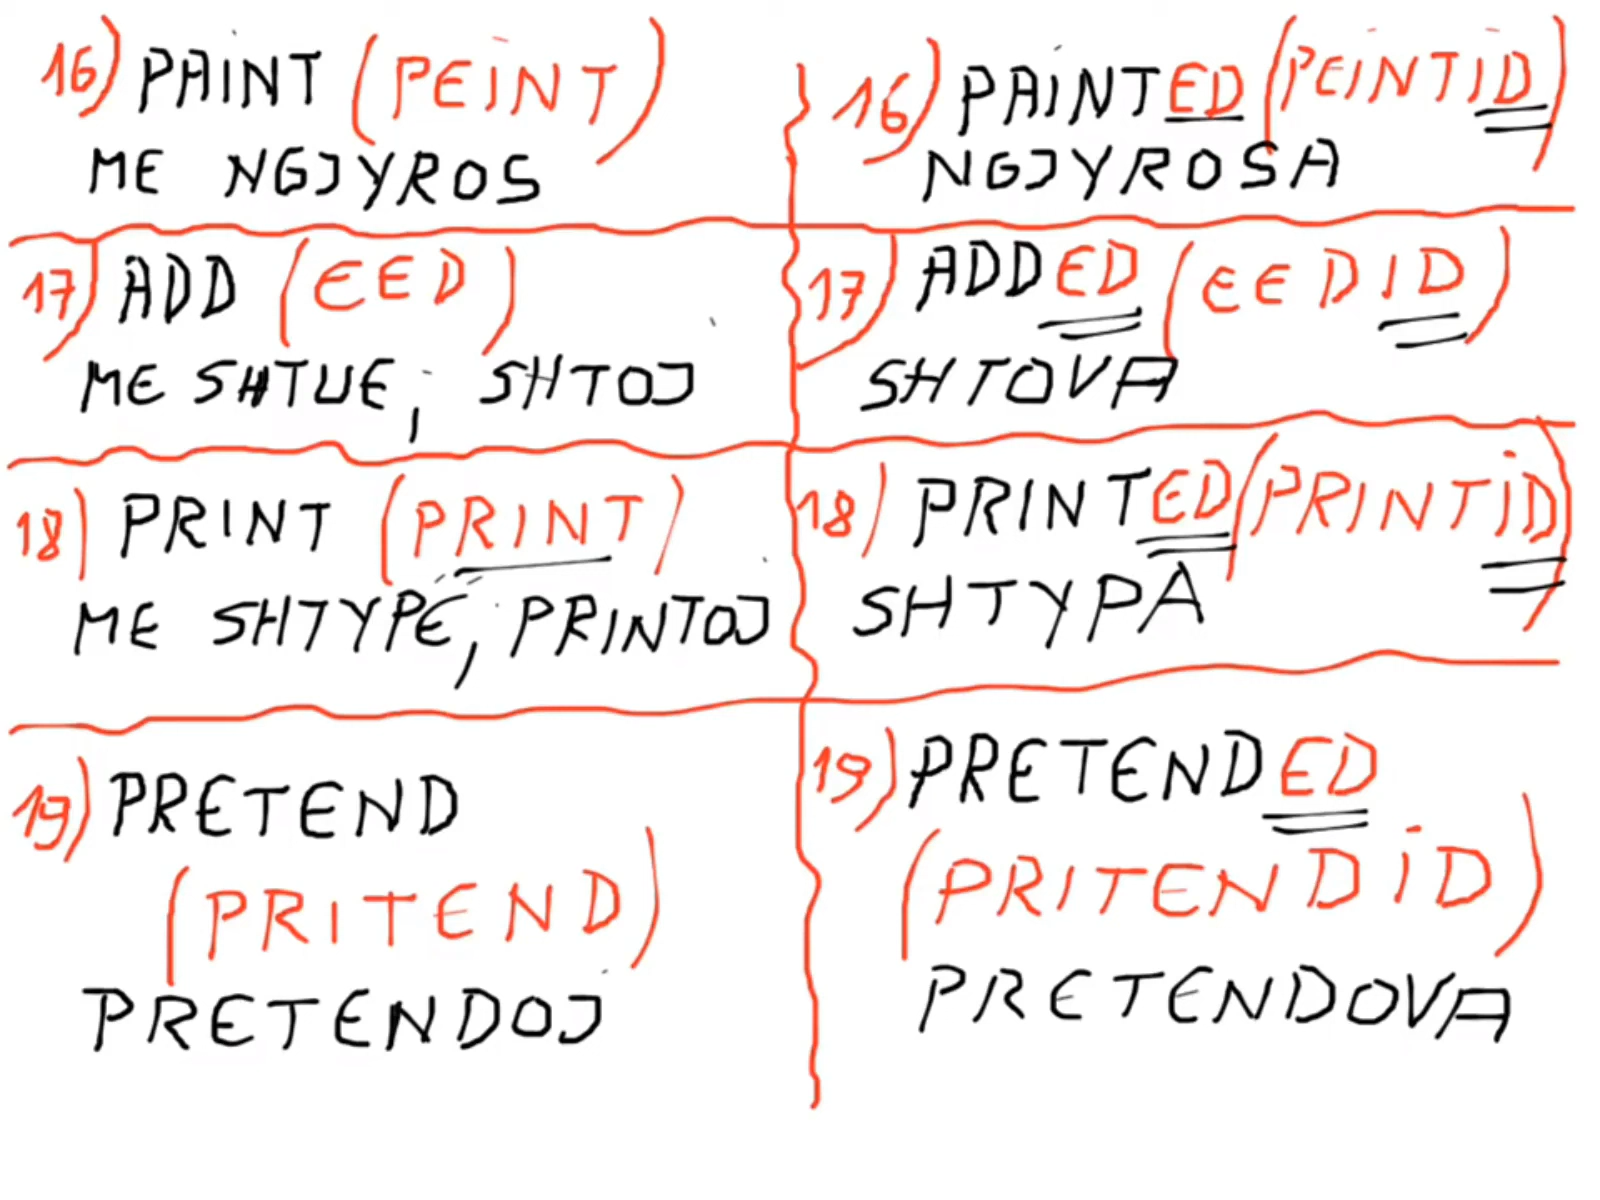 16) PAINT (PEINT)
ME NGJYROS
16) PAINTED (PEINTID)
NGJYROSA
17) ADD (EED)
ME SHTUE, SHTOJ
17) ADDED (EEDID)
SHTOVA
18) PRINT (PRINT)
ME SHTYPË, PRINTOJ
18) PRINTED (PRINTID)
SHTYPA
19) PRETEND
(PRITEND)
PRETENDOJ
19) PRETENDED
(PRITENDID)
PRETENDOVA